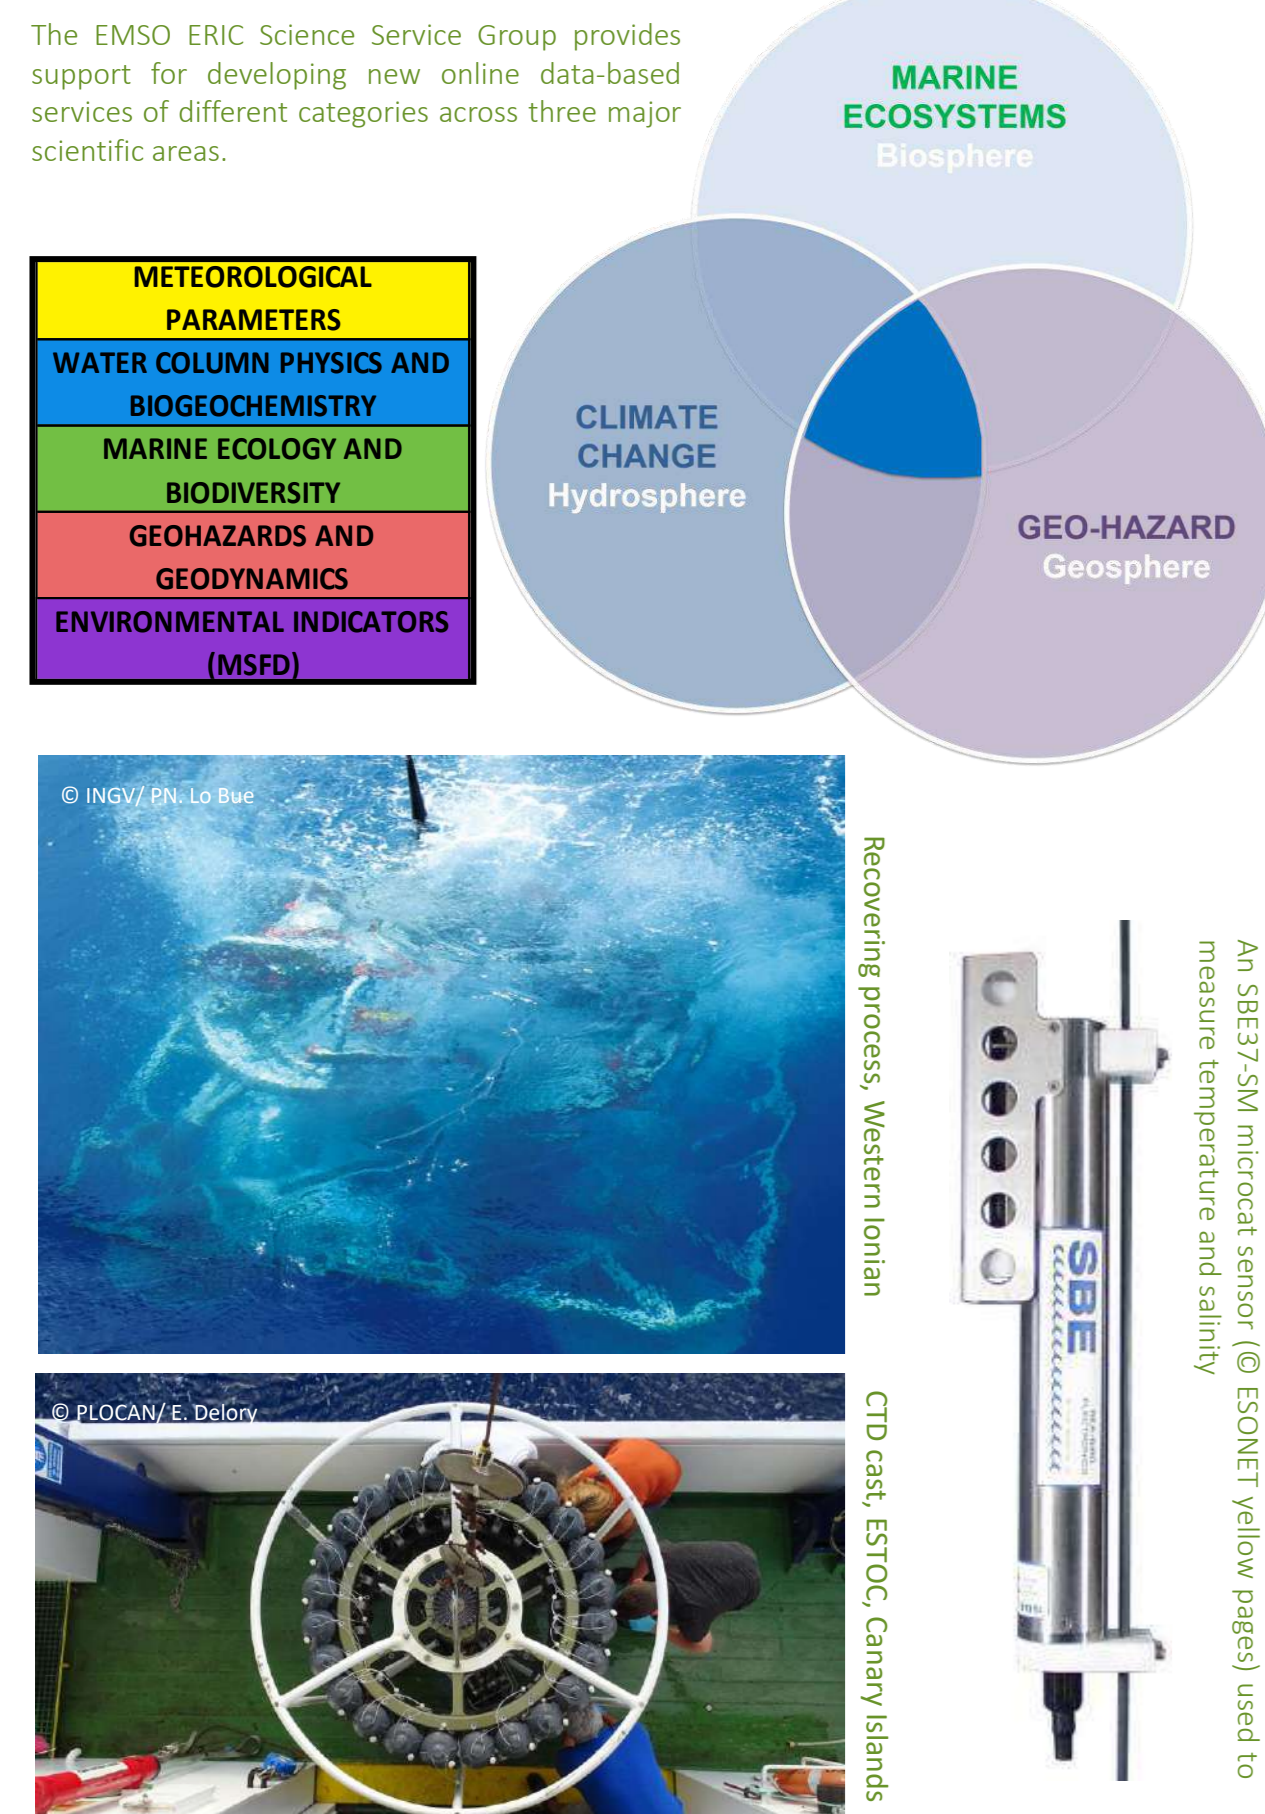 The EMSO ERIC Science Service Group provides
support for developing new online data-based
services of different categories across three major
scientific areas.
MARINE
ECOSYSTEMS
Biosphere
METEOROLOGICAL
PARAMETERS
WATER COLUMN PHYSICS AND
BIOGEOCHEMISTRY
MARINE ECOLOGY AND
BIODIVERSITY
GEOHAZARDS AND
GEODYNAMICS
ENVIRONMENTAL INDICATORS
(MSFD)
CLIMATE
CHANGE
Hydrosphere
GEO-HAZARD
Geosphere
© INGV/ PN. Lo Bue
Recovering process, Western Ionian
An SBE37-SM microcat sensor (© ESONET yellow pages) used to
measure temperature and salinity
SBE
SEA-BIRD
ELECTRONICS
© PLOCAN/ E. Delory
CTD cast, ESTOC, Canary Islands